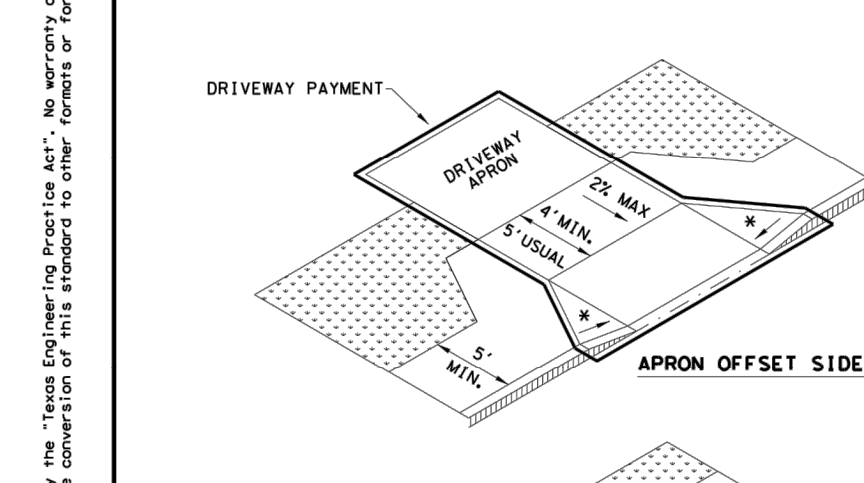 y the "Texas Engineering Practice Act". No warranty
e conversion of this standard to other formats or for
DRIVEWAY PAYMENT
DRIVEWAY
APRON
2% MAX
4'MIN.
5'USUAL
*
*
5'
MIN.
APRON OFFSET SIDE